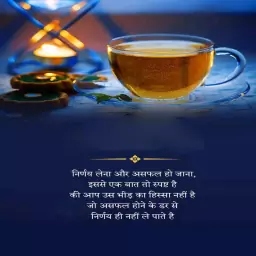 निर्णय लेना और असफल हो जाना,
इससे एक बात तो स्पष्ट है
की आप उस भीड़ का हिस्सा नहीं है
जो असफल होने के डर से
निर्णय ही नहीं ले पाते है